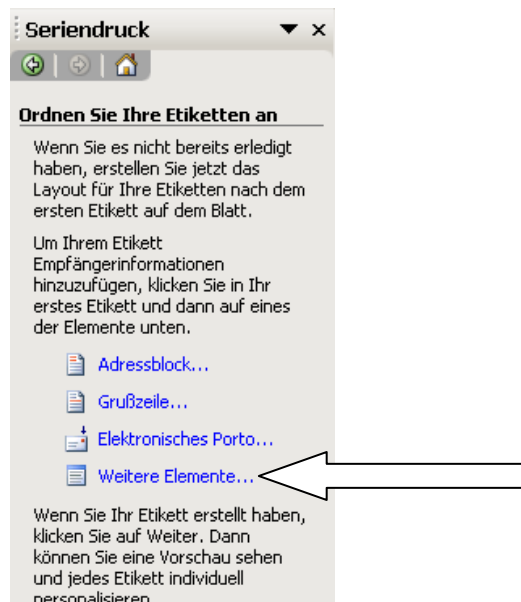 Seriendruck
Ordnen Sie Ihre Etiketten an
Wenn Sie es nicht bereits erledigt
haben, erstellen Sie jetzt das
Layout für Ihre Etiketten nach dem
ersten Etikett auf dem Blatt.
Um Ihrem Etikett
Empfängerinformationen
hinzuzufügen, klicken Sie in Ihr
erstes Etikett und dann auf eines
der Elemente unten.
Adressblock...
Grußzeile...
Elektronisches Porto...
Weitere Elemente...
Wenn Sie Ihr Etikett erstellt haben,
klicken Sie auf Weiter. Dann
können Sie eine Vorschau sehen
und jedes Etikett individuell
personalisieren